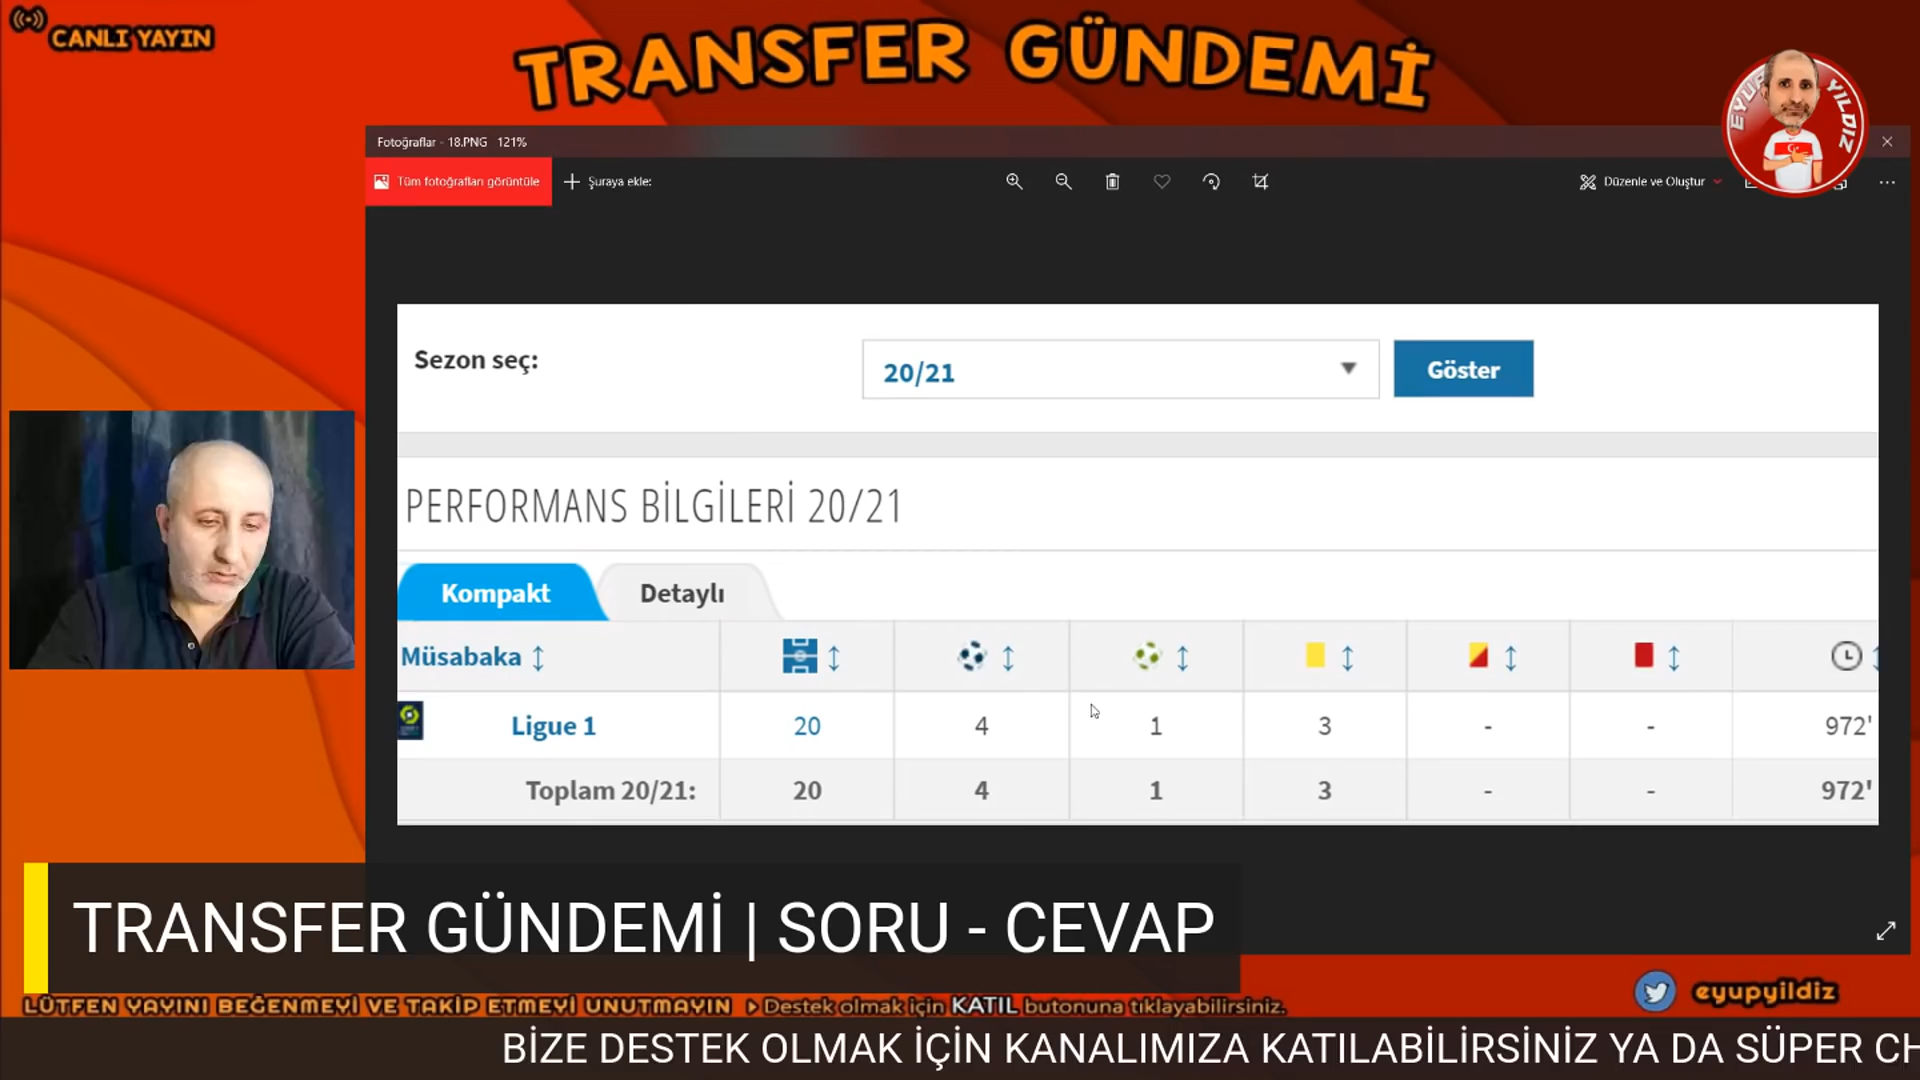 CANLI YAYIN
TRANSFER GÜNDEMİ
EYUP YILDIZ
Fotoğraflar - 18.PNG 121%
Tüm fotoğrafları görüntüle
Şuraya ekle:
Düzenle ve Oluştur
Sezon seç:
20/21
Göster
PERFORMANS BİLGİLERİ 20/21
Kompakt
Detaylı
Müsabaka
Ligue 1 20 4 1 3 - - 972'
Toplam 20/21: 20 4 1 3 - - 972'
TRANSFER GÜNDEMİ | SORU - CEVAP
eyupyildiz
LÜTFEN YAYINI BEĞENMEYİ VE TAKİP ETMEYİ UNUTMAYIN Destek olmak için KATIL butonuna tıklayabilirsiniz.
BİZE DESTEK OLMAK İÇİN KANALIMIZA KATILABİLİRSİNİZ YA DA SÜPER CH